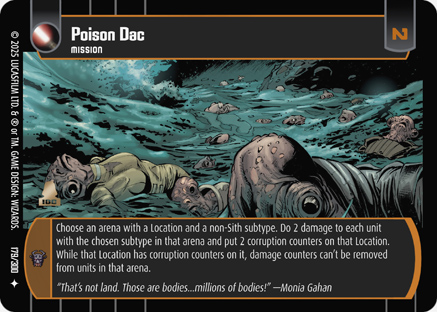 Poison Dac
MISSION
N
Choose an arena with a Location and a non-Sith subtype. Do 2 damage to each unit
with the chosen subtype in that arena and put 2 corruption counters on that Location.
While that Location has corruption counters on it, damage counters can't be removed
from units in that arena.
"That's not land. Those are bodies...millions of bodies!" —Monia Gahan
© 2025 LUCASFILM LTD. & ® or TM. GAME DESIGN: WIZARDS.
179/300